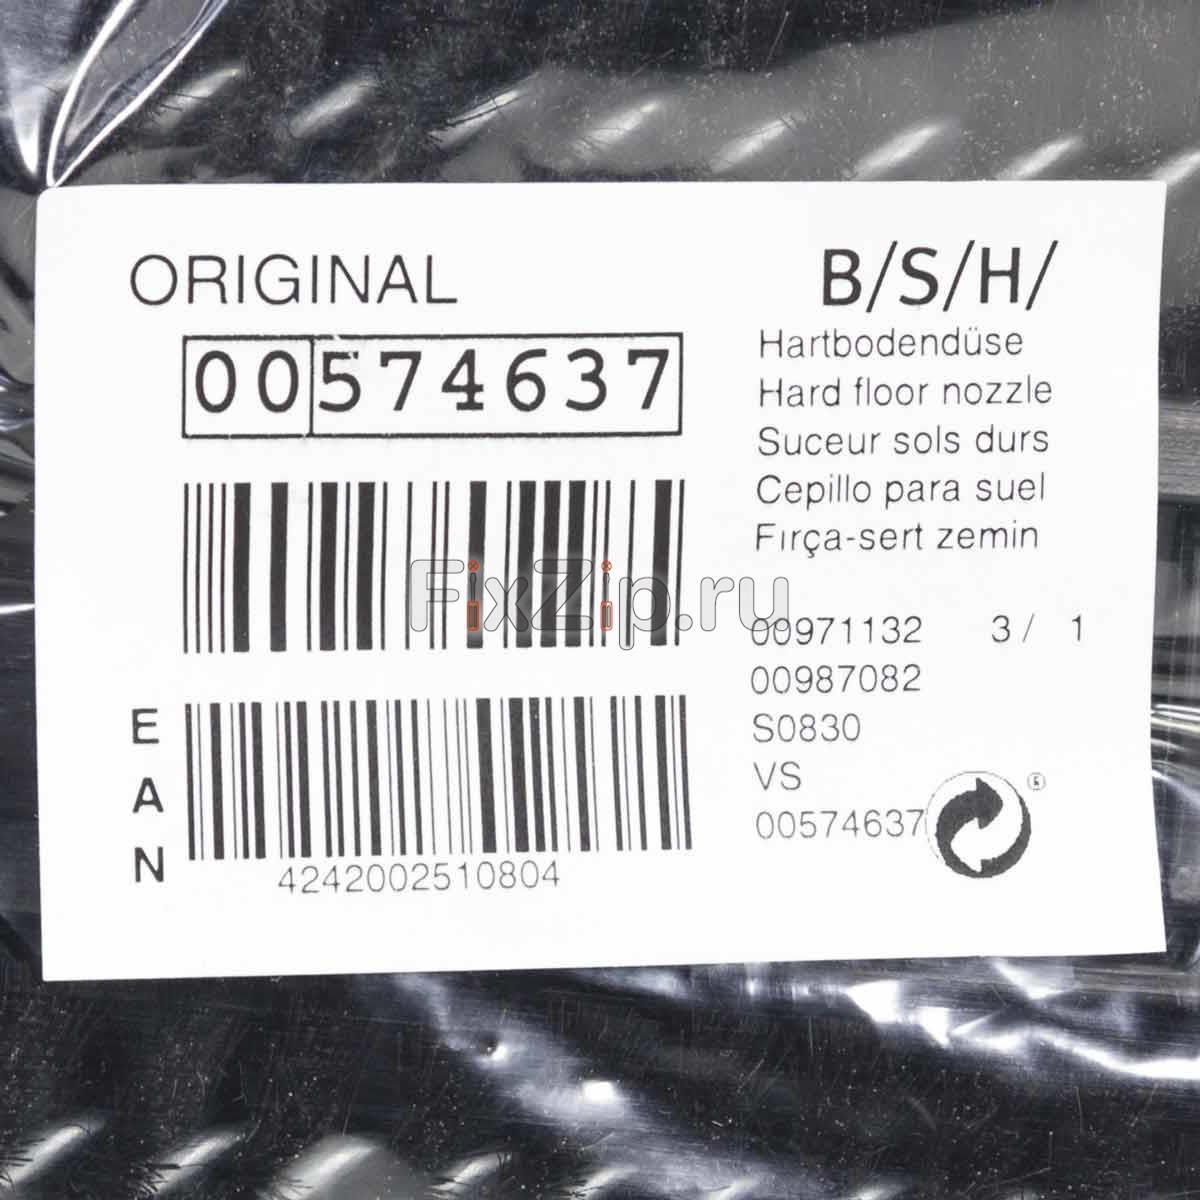 ORIGINAL
00574637
E
A
N
4242002510804
B/S/H/
Hartbodendüse
Hard floor nozzle
Suceur sols durs
Cepillo para suel
Fırça-sert zemin
00971132 3 / 1
00987082
S0830
VS
00574637
FixZip.ru